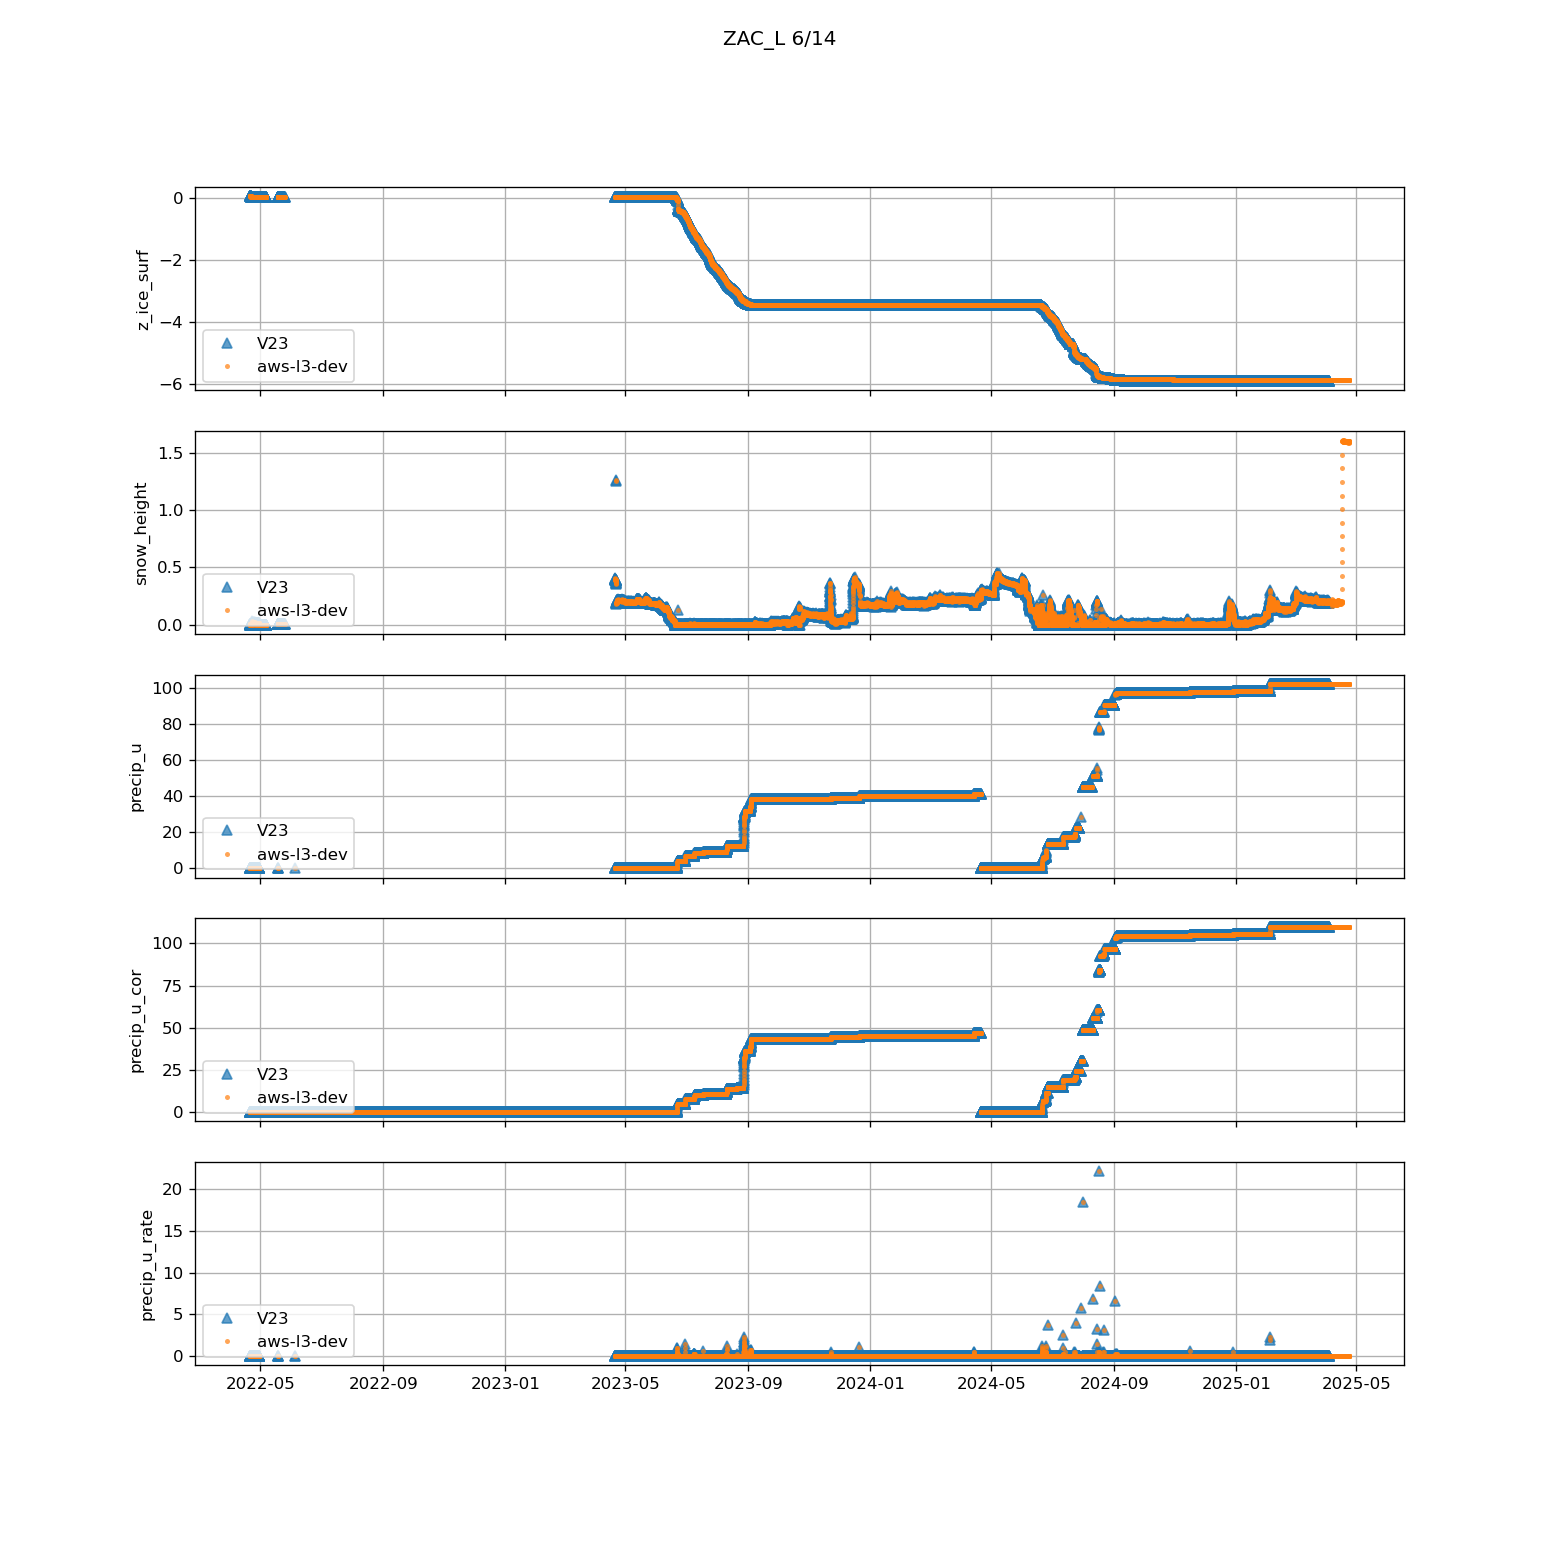 ZAC_L 6/14
0
−2
−4
−6
z_ice_surf
V23
aws-l3-dev
1.5
1.0
0.5
0.0
snow_height
V23
aws-l3-dev
100
80
60
40
20
0
precip_u
V23
aws-l3-dev
100
75
50
25
0
precip_u_cor
V23
aws-l3-dev
20
15
10
5
0
precip_u_rate
V23
aws-l3-dev
2022-05 2022-09 2023-01 2023-05 2023-09 2024-01 2024-05 2024-09 2025-01 2025-05